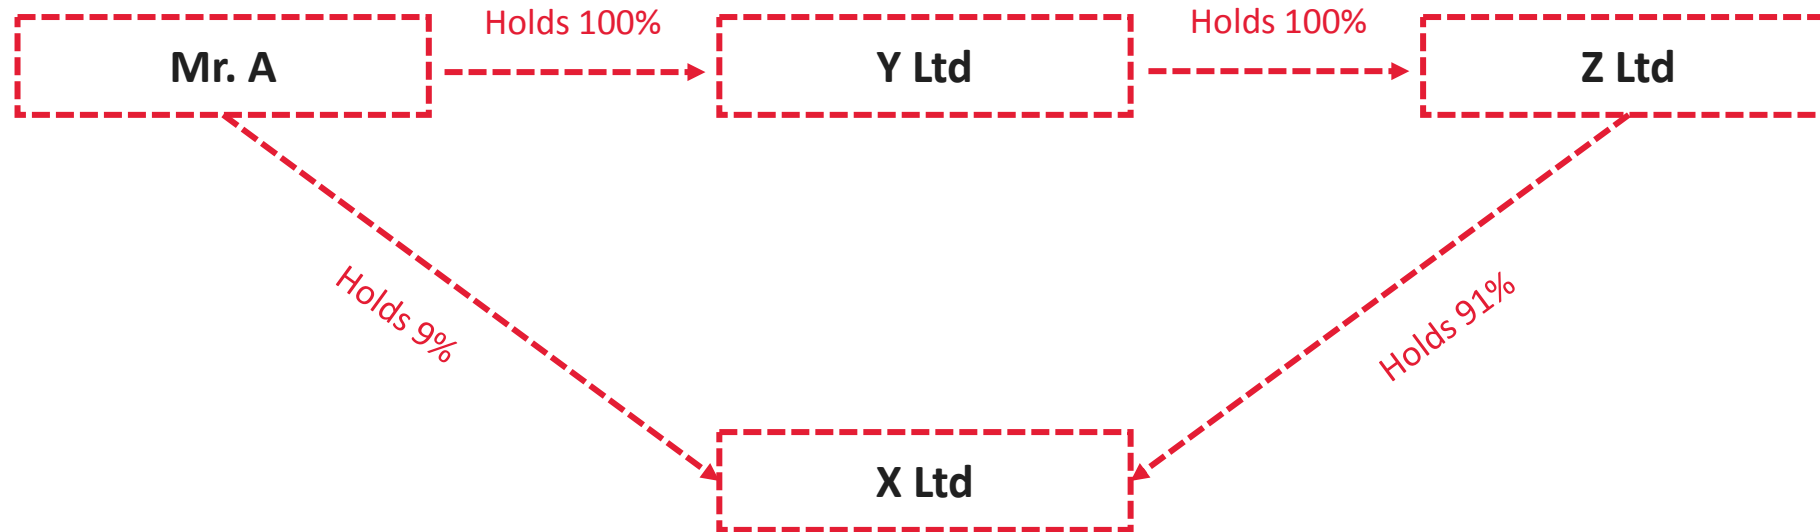 Holds 100%
Holds 100%
Mr. A
Y Ltd
Z Ltd
Holds 9%
Holds 91%
X Ltd